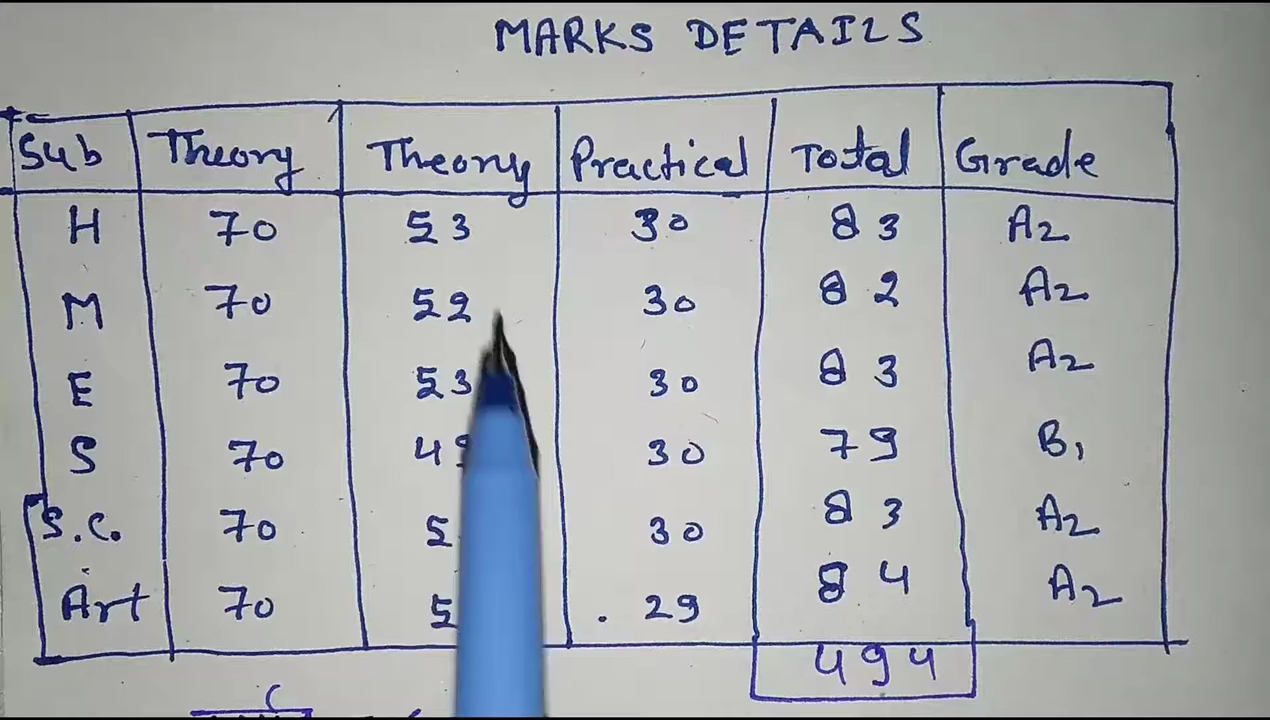 MARKS DETAILS
Sub Theory Theory Practical Total Grade
H 70 53 30 83 A2
M 70 52 30 82 A2
E 70 53 30 83 A2
S 70 30 79 B1
S.C. 70 30 83 A2
Art 70 29 84 A2
494